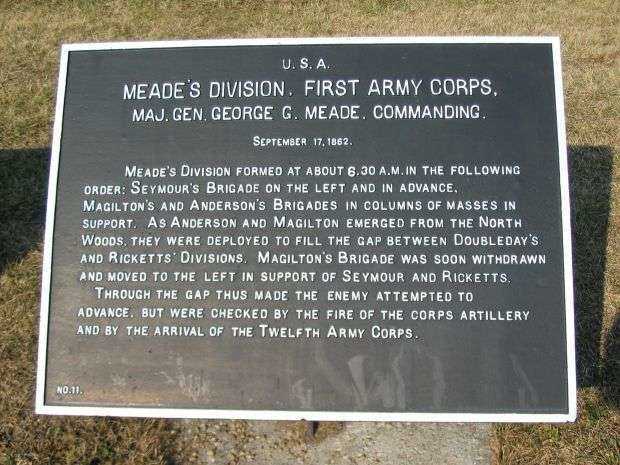 U.S.A.
MEADE'S DIVISION. FIRST ARMY CORPS,
MAJ. GEN. GEORGE G. MEADE, COMMANDING.
SEPTEMBER 17, 1862.
MEADE'S DIVISION FORMED AT ABOUT 6.30 A.M. IN THE FOLLOWING
ORDER: SEYMOUR'S BRIGADE ON THE LEFT AND IN ADVANCE,
MAGILTON'S AND ANDERSON'S BRIGADES IN COLUMNS OF MASSES IN
SUPPORT. AS ANDERSON AND MAGILTON EMERGED FROM THE NORTH
WOODS, THEY WERE DEPLOYED TO FILL THE GAP BETWEEN DOUBLEDAY'S
AND RICKETTS' DIVISIONS. MAGILTON'S BRIGADE WAS SOON WITHDRAWN
AND MOVED TO THE LEFT IN SUPPORT OF SEYMOUR AND RICKETTS.
THROUGH THE GAP THUS MADE THE ENEMY ATTEMPTED TO
ADVANCE, BUT WERE CHECKED BY THE FIRE OF THE CORPS ARTILLERY
AND BY THE ARRIVAL OF THE TWELFTH ARMY CORPS.
NO. 11.